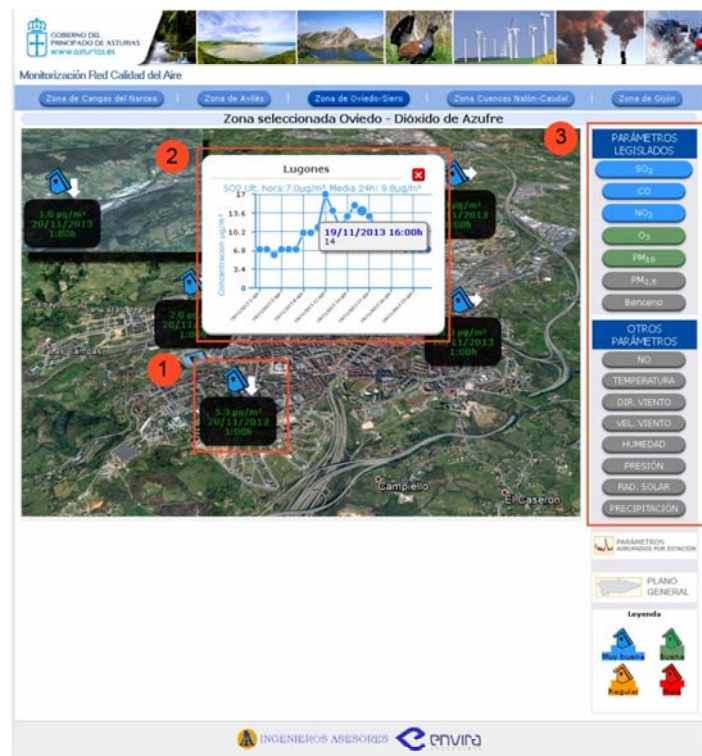 GOBIERNO DEL
PRINCIPADO DE ASTURIAS
www.asturias.es
Monitorización Red Calidad del Aire
Zona de Cangas del Narcea
Zona de Avilés
Zona de Oviedo-Siero
Zona Cuencas Nalón-Caudal
Zona de Gijón
Zona seleccionada Oviedo - Dióxido de Azufre
3
2
Lugones
SO2 Ult. hora:7.0µg/m³ Media 24h: 9.8µg/m³
Concentracion µg/m³
17
13.6
10.2
6.8
3.4
0
19/11/2013 16:00h
14
1.0 µg/m³
20/11/2013
1:00h
2.0
1:00h
1:00h
1
5.3 µg/m³
20/11/2013
1:00h
Campiello
El Caseron
PARÁMETROS
LEGISLADOS
SO₂
CO
NO₂
O₃
PM₁₀
PM₂.₅
Benceno
OTROS
PARÁMETROS
NO
TEMPERATURA
DIR. VIENTO
VEL. VIENTO
HUMEDAD
PRESIÓN
RAD. SOLAR
PRECIPITACIÓN
PARÁMETROS
AGRUPADOS POR ESTACIÓN
PLANO
GENERAL
Leyenda
Muy buena
Buena
Regular
Mala
INGENIEROS ASESORES
envira